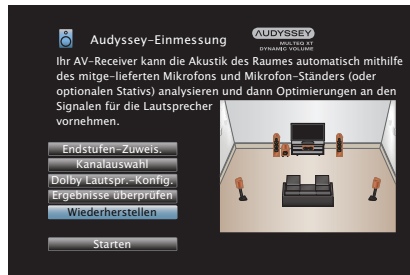 Audyssey-Einmessung
AUDYSSEY
MULTEQ XT
DYNAMIC VOLUME
Ihr AV-Receiver kann die Akustik des Raumes automatisch mithilfe
des mitge-lieferten Mikrofons und Mikrofon-Ständers (oder
optionalen Stativs) analysieren und dann Optimierungen an den
Signalen für die Lautsprecher
vornehmen.
Endstufen-Zuweis.
Kanalauswahl
Dolby Lautspr.-Konfig.
Ergebnisse überprüfen
Wiederherstellen
Starten